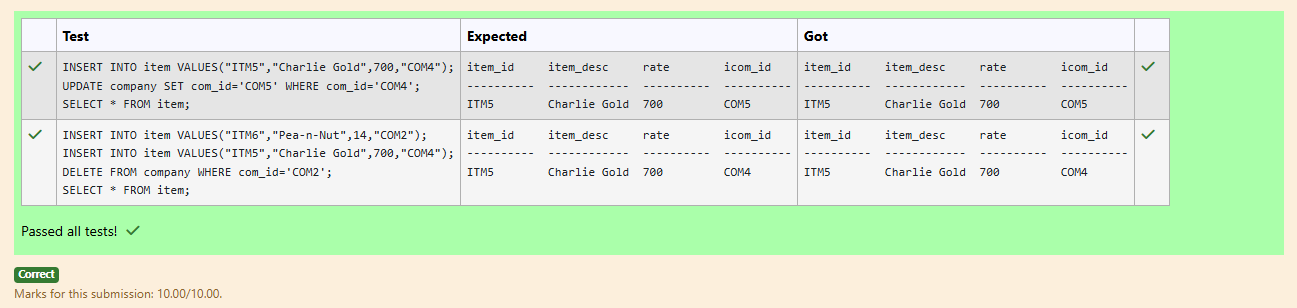 Test Expected Got
INSERT INTO item VALUES("ITM5","Charlie Gold",700,"COM4");
UPDATE company SET com_id='COM5' WHERE com_id='COM4';
SELECT * FROM item;
item_id item_desc rate icom_id
---------- ------------ ---------- ----------
ITM5 Charlie Gold 700 COM5
item_id item_desc rate icom_id
---------- ------------ ---------- ----------
ITM5 Charlie Gold 700 COM5
INSERT INTO item VALUES("ITM6","Pea-n-Nut",14,"COM2");
INSERT INTO item VALUES("ITM5","Charlie Gold",700,"COM4");
DELETE FROM company WHERE com_id='COM2';
SELECT * FROM item;
item_id item_desc rate icom_id
---------- ------------ ---------- ----------
ITM5 Charlie Gold 700 COM4
item_id item_desc rate icom_id
---------- ------------ ---------- ----------
ITM5 Charlie Gold 700 COM4
Passed all tests!
Correct
Marks for this submission: 10.00/10.00.